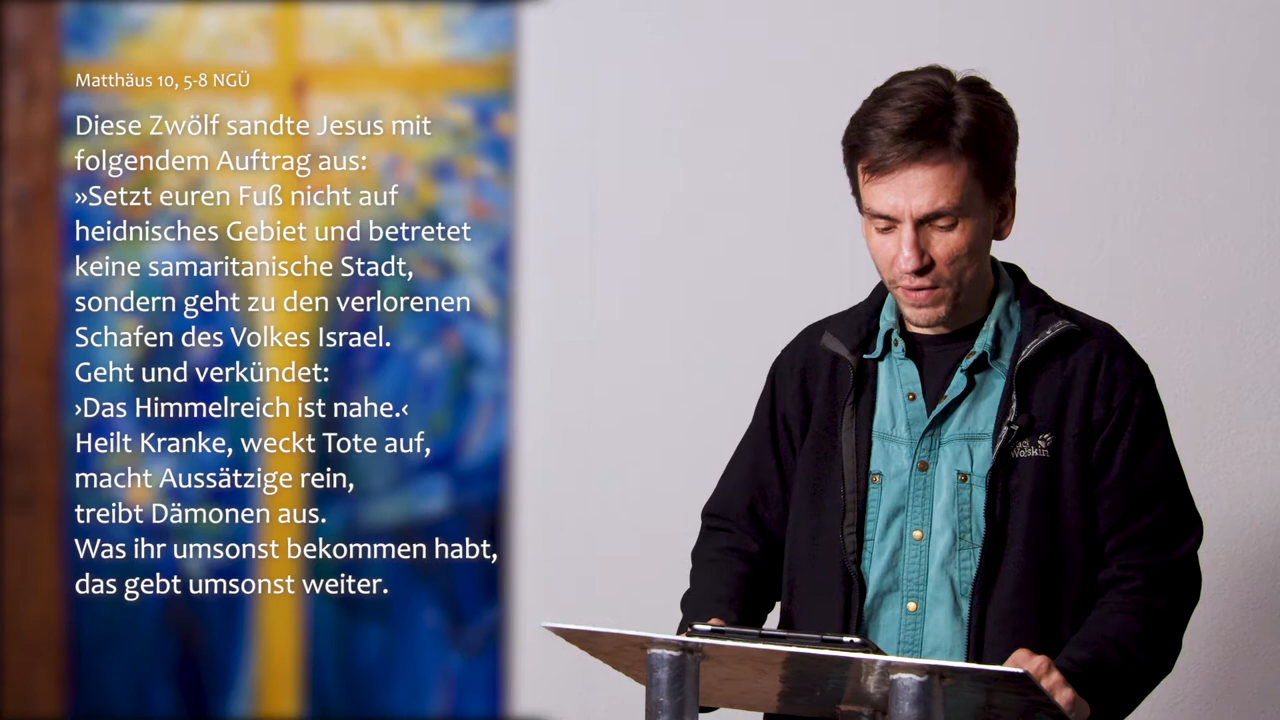 Matthäus 10, 5-8 NGÜ
Diese Zwölf sandte Jesus mit
folgendem Auftrag aus:
»Setzt euren Fuß nicht auf
heidnisches Gebiet und betretet
keine samaritanische Stadt,
sondern geht zu den verlorenen
Schafen des Volkes Israel.
Geht und verkündet:
›Das Himmelreich ist nahe.‹
Heilt Kranke, weckt Tote auf,
macht Aussätzige rein,
treibt Dämonen aus.
Was ihr umsonst bekommen habt,
das gebt umsonst weiter.
Jack
Wolfskin